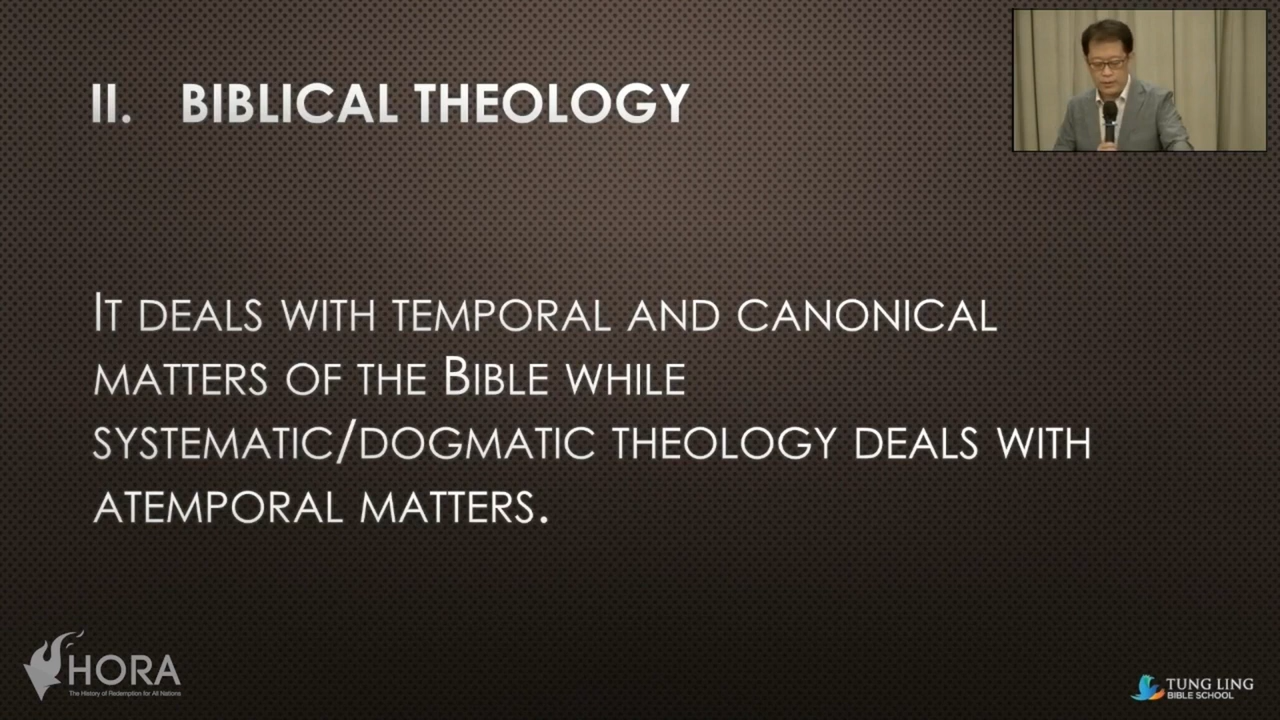 II. BIBLICAL THEOLOGY
IT DEALS WITH TEMPORAL AND CANONICAL
MATTERS OF THE BIBLE WHILE
SYSTEMATIC/DOGMATIC THEOLOGY DEALS WITH
ATEMPORAL MATTERS.
HORA
The History of Redemption for All Nations
TUNG LING
BIBLE SCHOOL